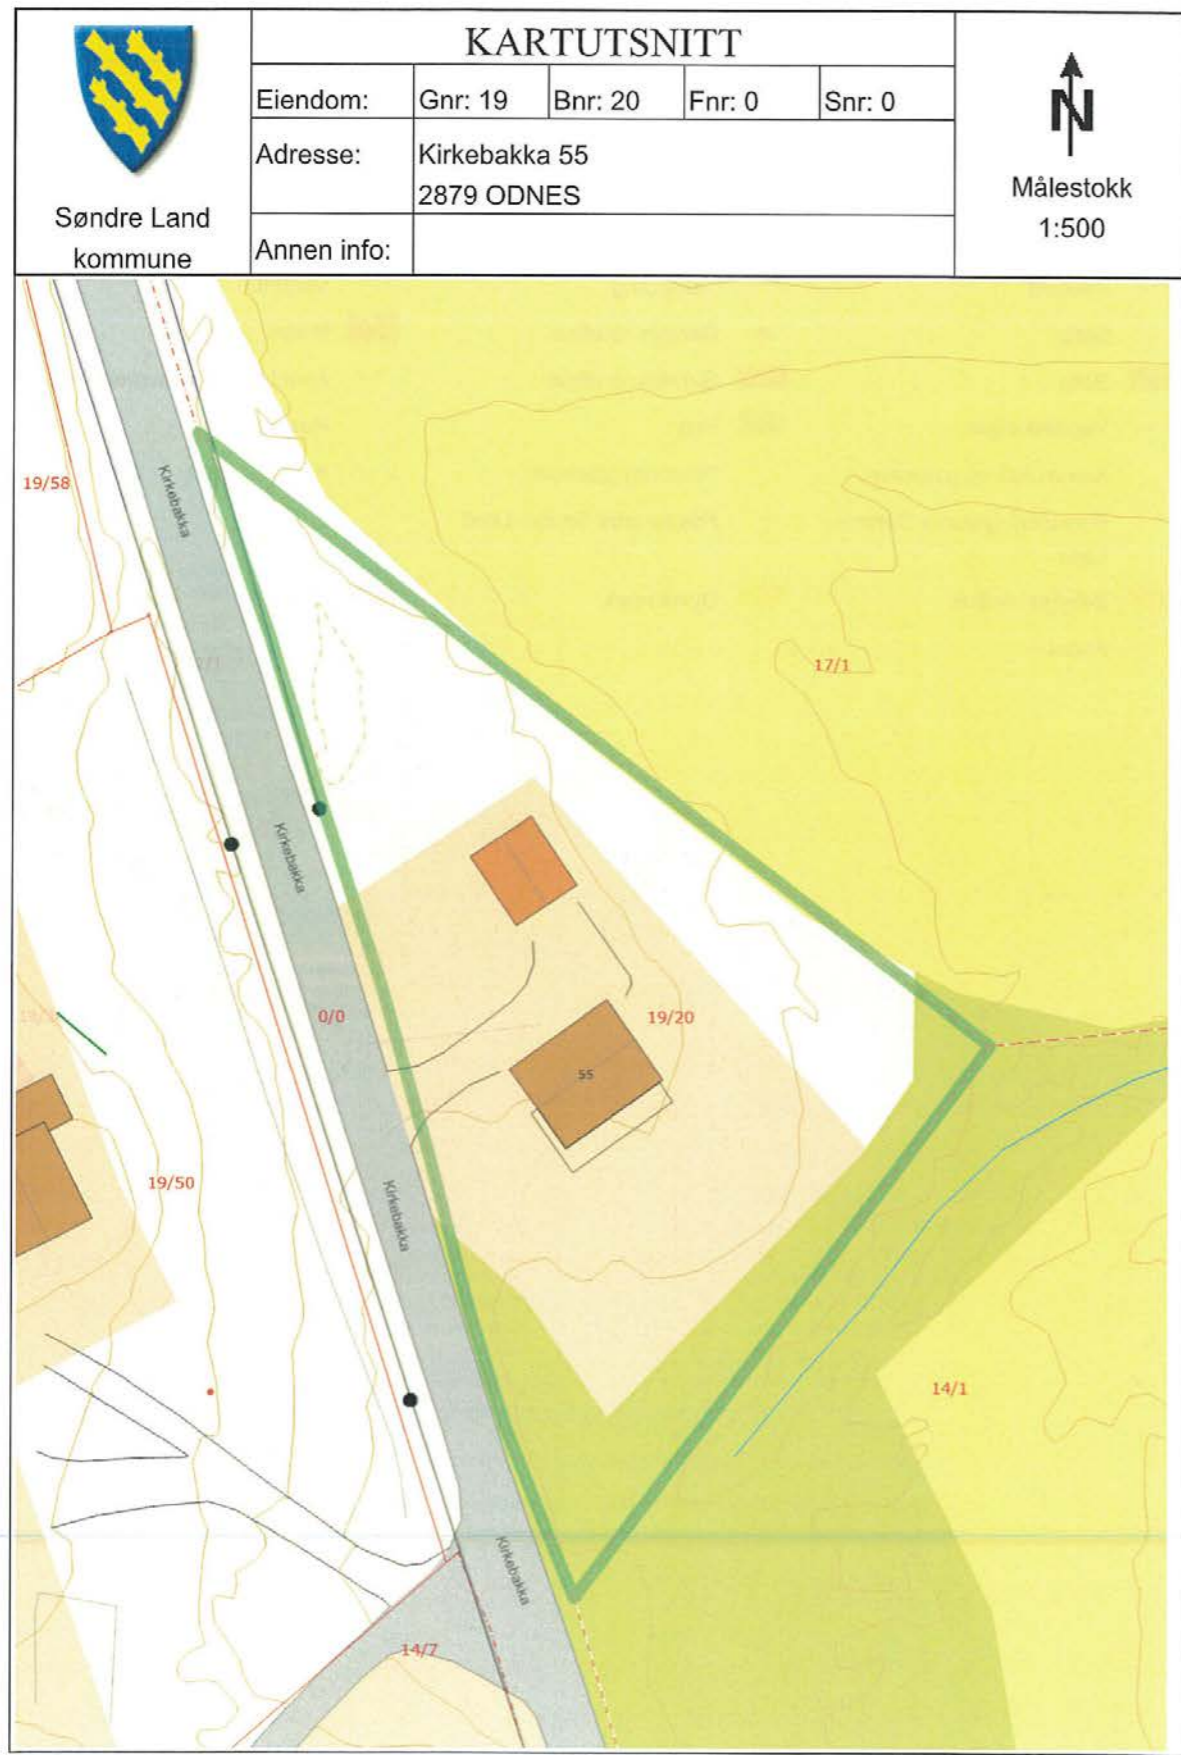 KARTUTSNITT
Eiendom: Gnr: 19 Bnr: 20 Fnr: 0 Snr: 0
Adresse: Kirkebakka 55
2879 ODNES
Annen info:
Søndre Land
kommune
N
Målestokk
1:500
19/58
Kirkebakka
17/1
Kirkebakka
0/0
19/20
55
19/50
Kirkebakka
14/1
Kirkebakka
14/7